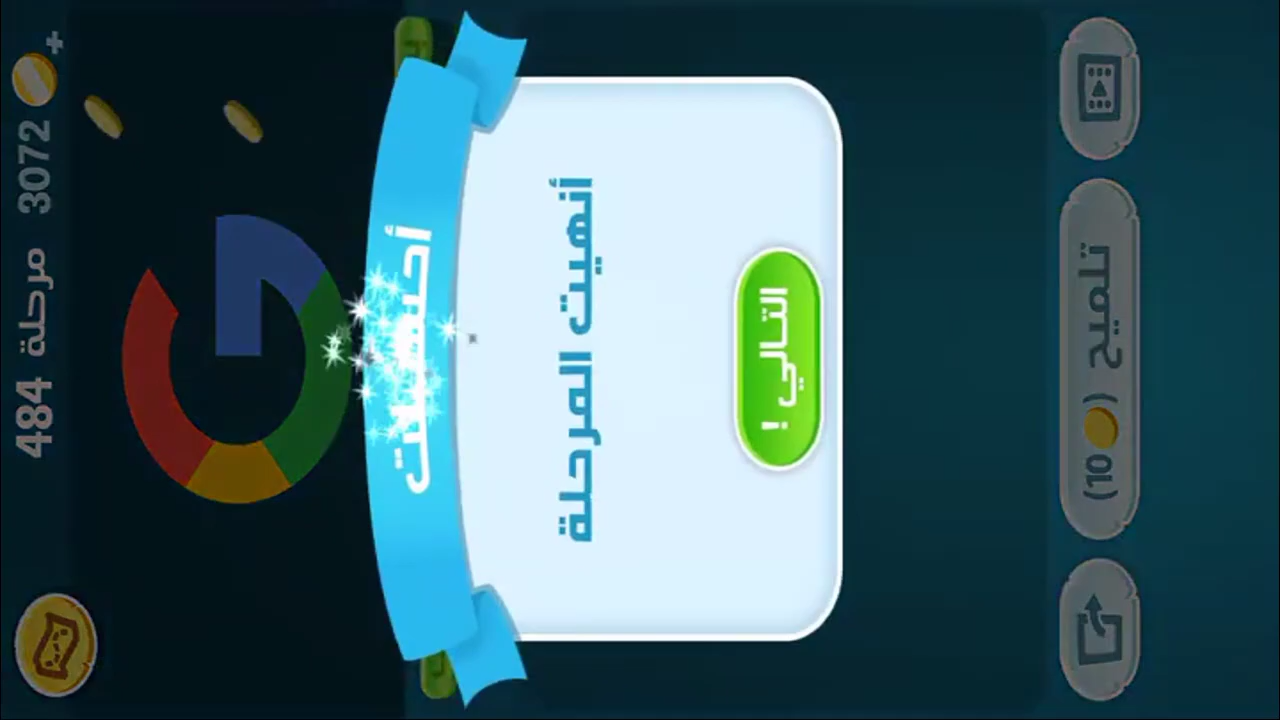 مرحلة 484
3072
أحسنت
أنهيت المرحلة
التالي !
تلميح (10)